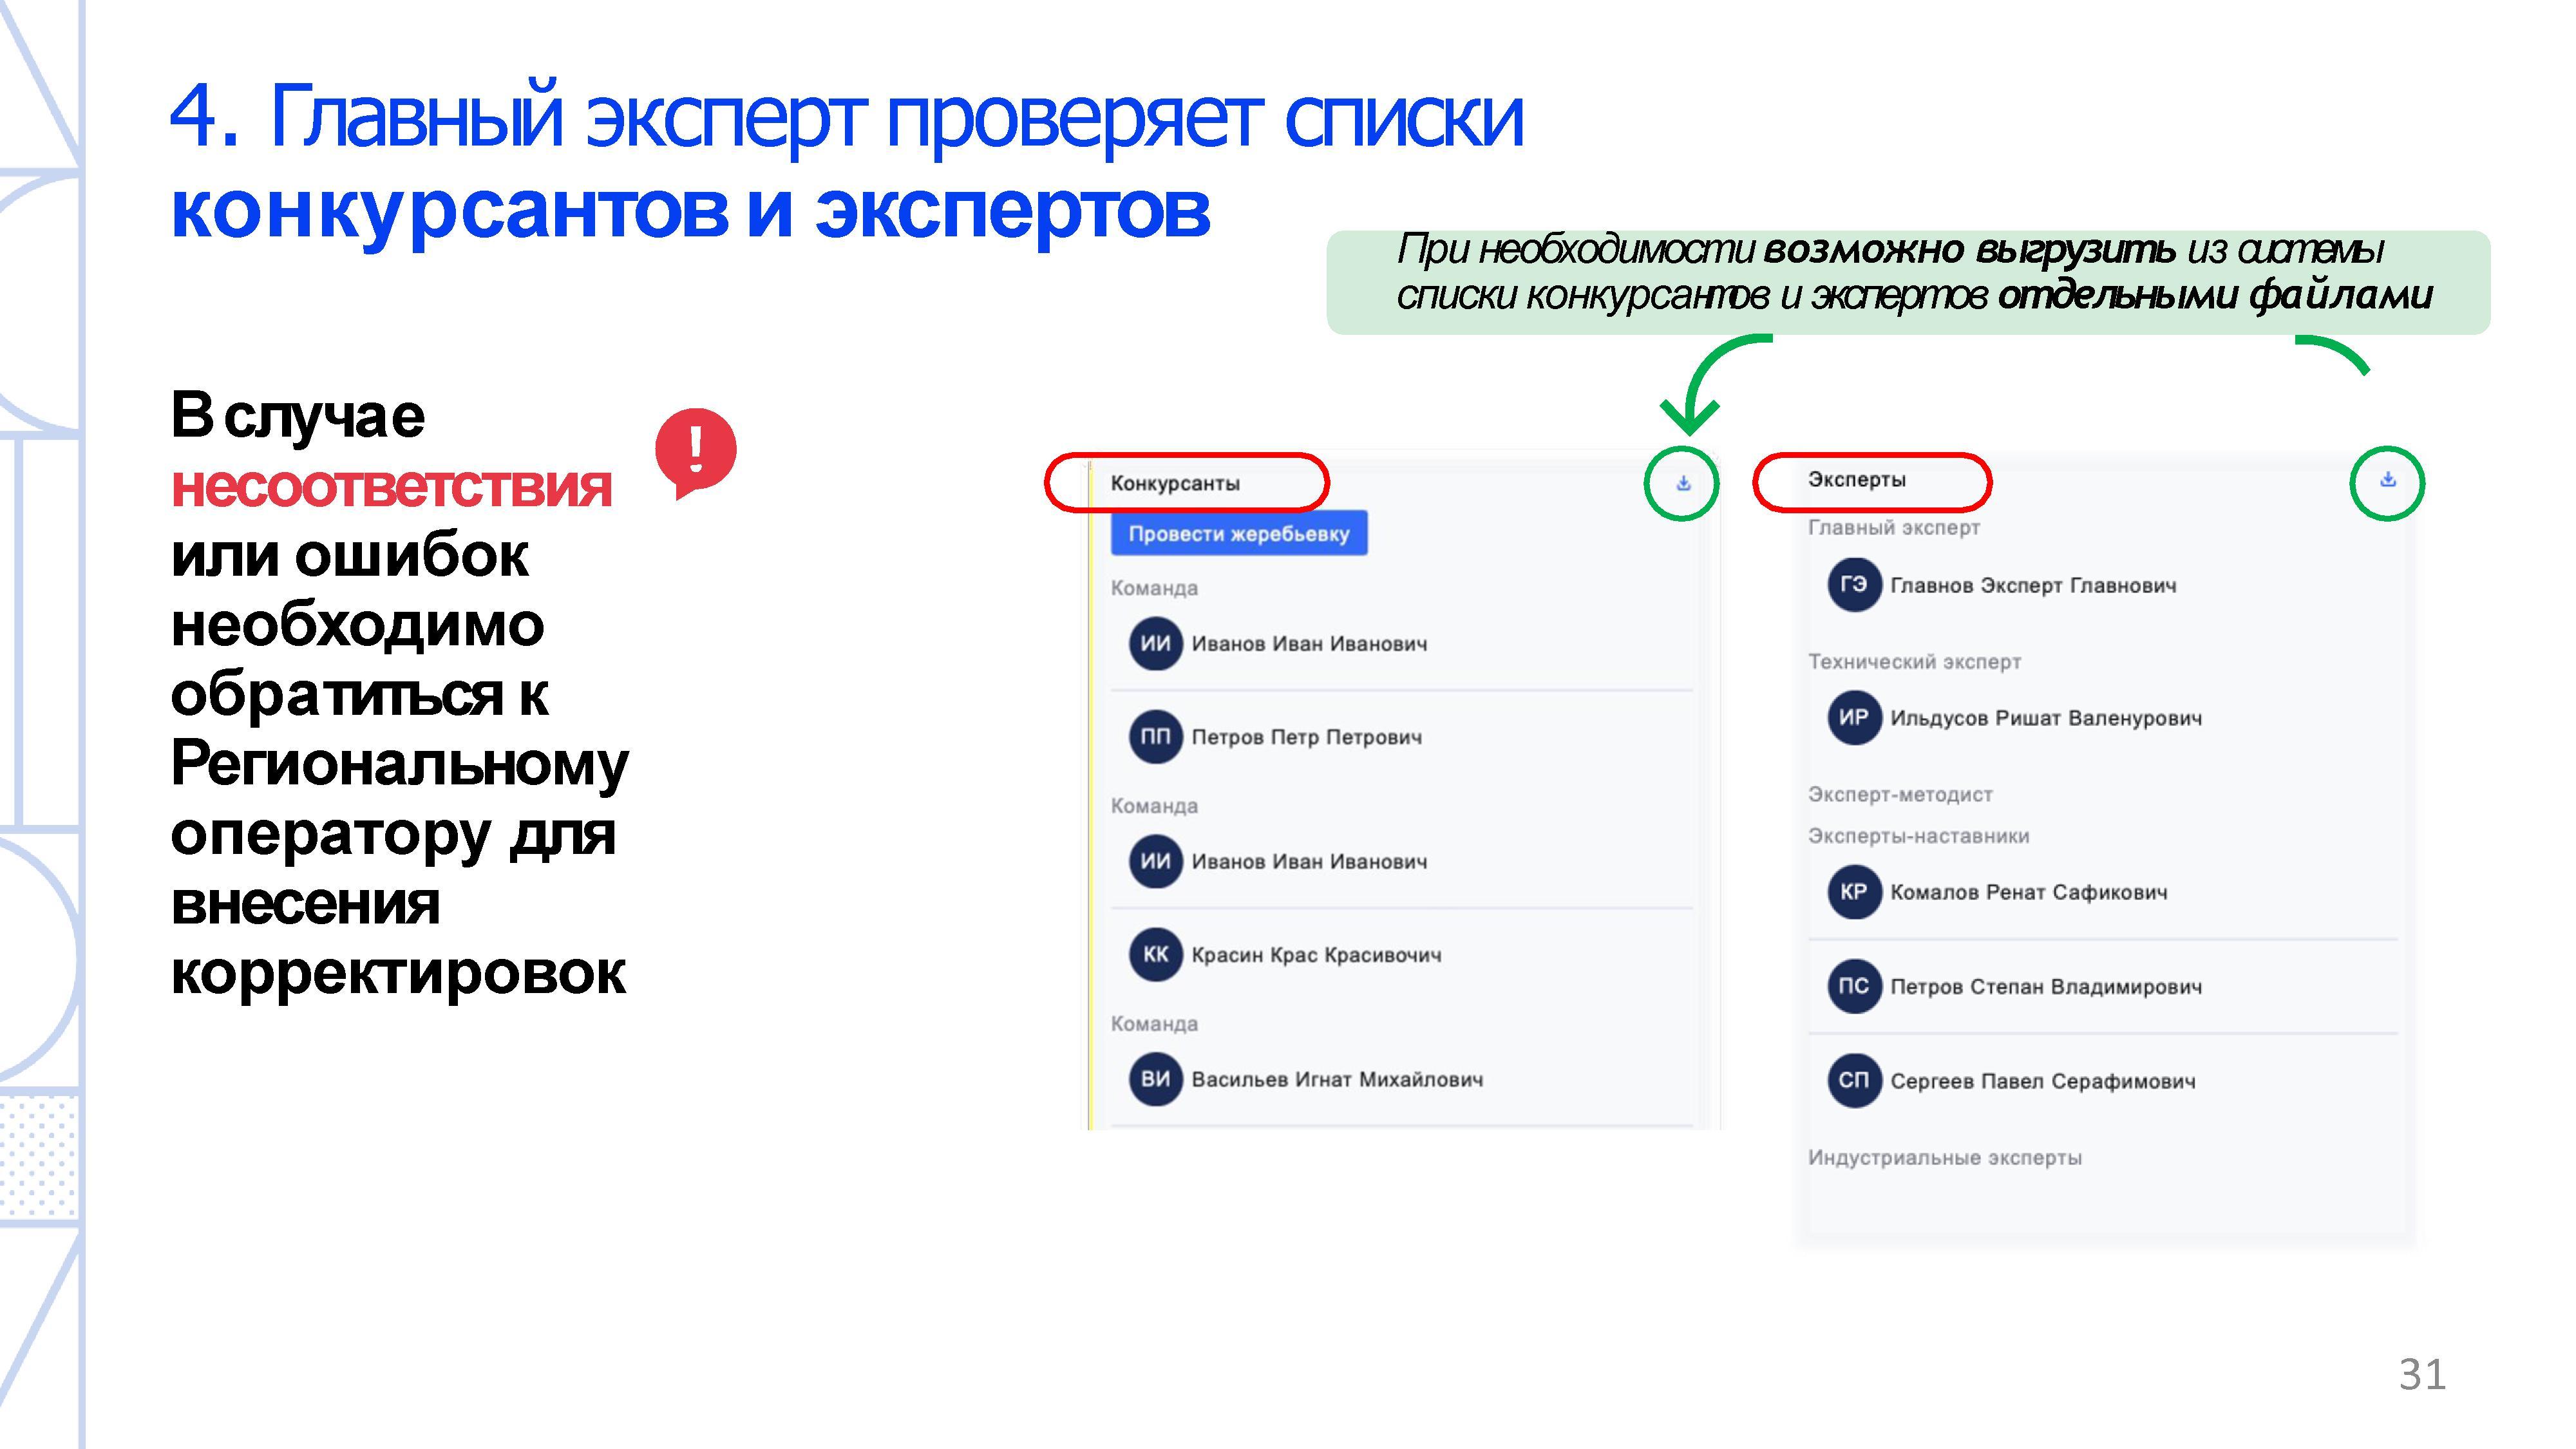 4. Главный эксперт проверяет списки
конкурсантов и экспертов
При необходимости возможно выгрузить из системы
списки конкурсантов и экспертов отдельными файлами
В случае
несоответствия
или ошибок
необходимо
обратиться к
Региональному
оператору для
внесения
корректировок
!
Конкурсанты
Провести жеребьевку
Команда
ИИ Иванов Иван Иванович
ПП Петров Петр Петрович
Команда
ИИ Иванов Иван Иванович
КК Красин Крас Красивочич
Команда
ВИ Васильев Игнат Михайлович
Эксперты
Главный эксперт
ГЭ Главнов Эксперт Главнович
Технический эксперт
ИР Ильдусов Ришат Валенурович
Эксперт-методист
Эксперты-наставники
КР Комалов Ренат Сафикович
ПС Петров Степан Владимирович
СП Сергеев Павел Серафимович
Индустриальные эксперты
31